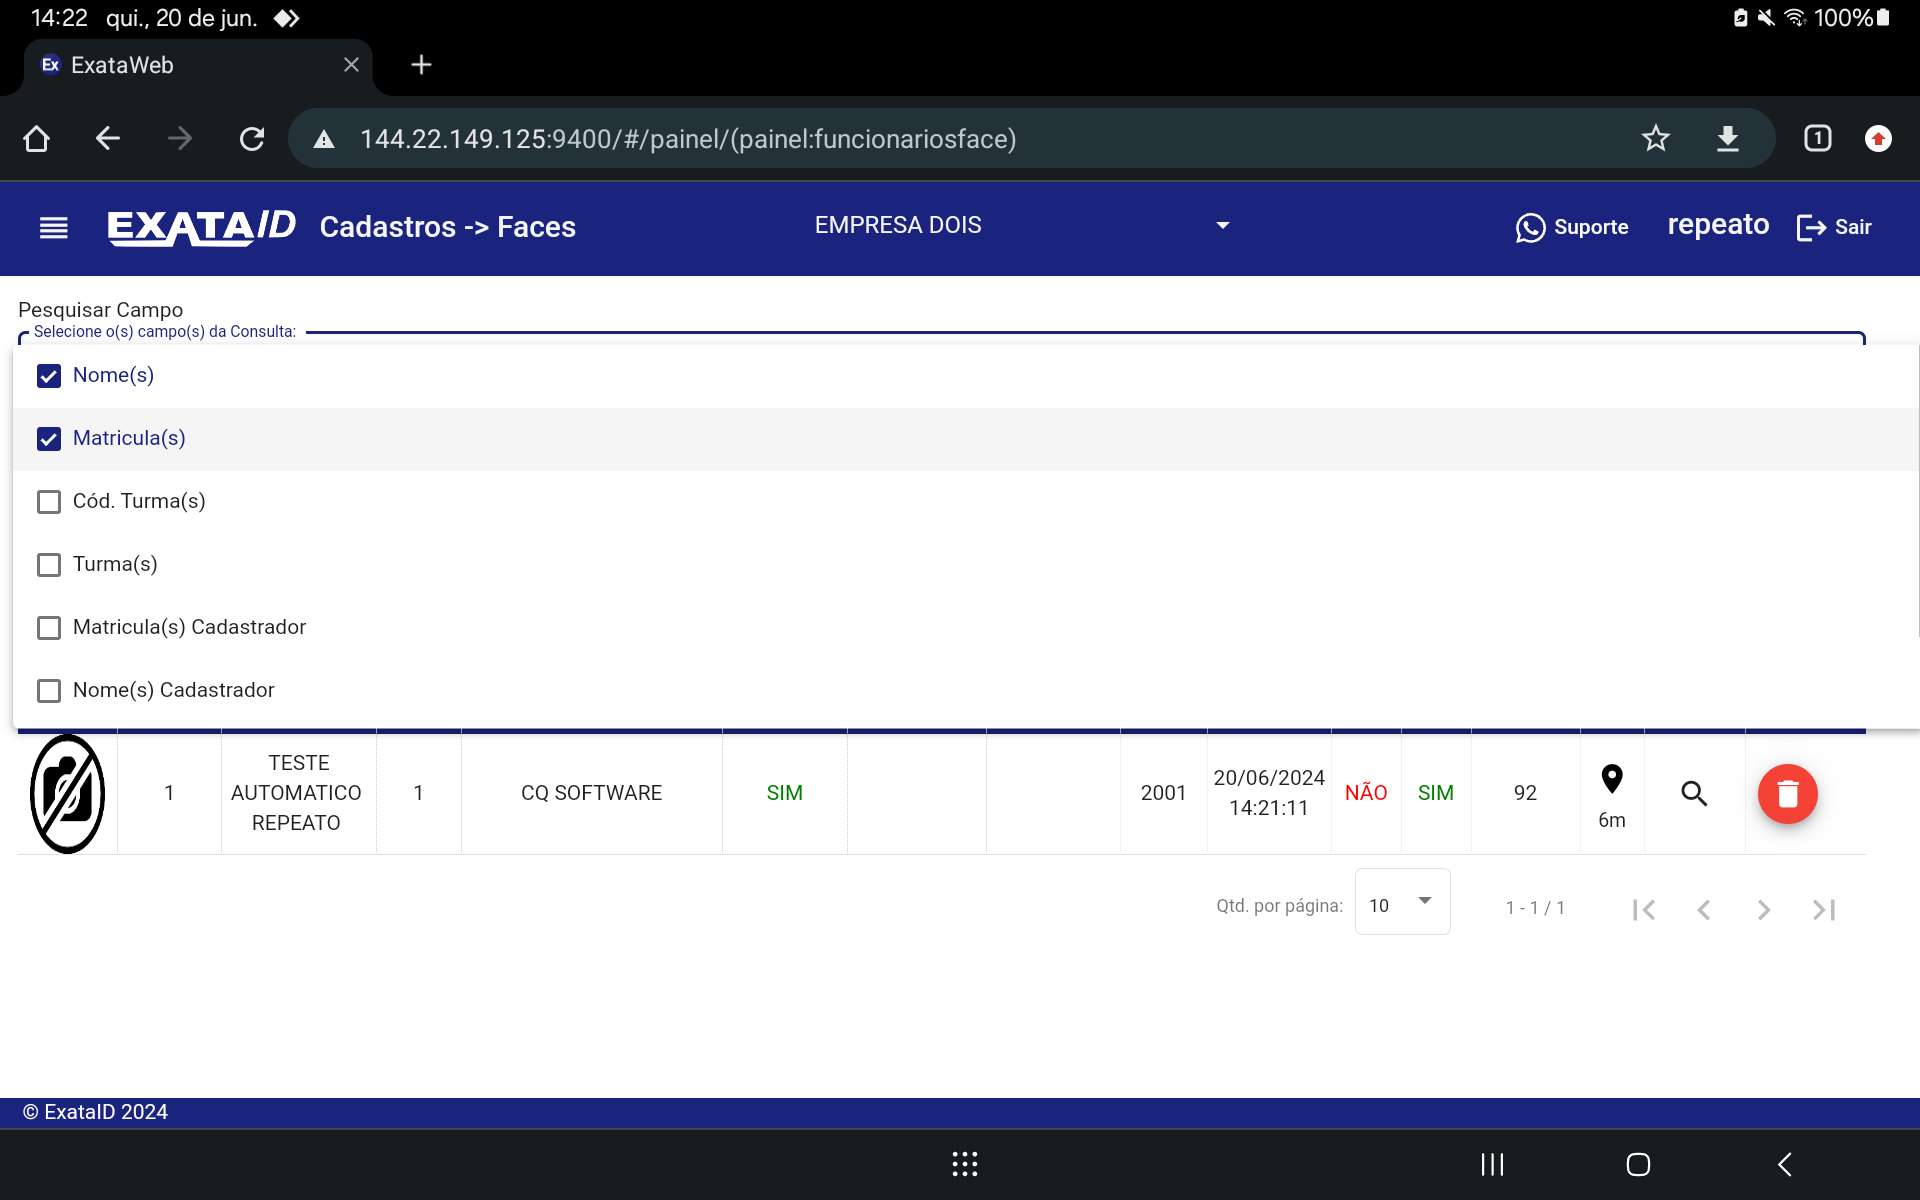 14:22 qui., 20 de jun. 100%
Ex ExataWeb
144.22.149.125:9400/#/painel/(painel:funcionariosface) 1
EXATAID Cadastros -> Faces EMPRESA DOIS Suporte repeato Sair
Pesquisar Campo
Selecione o(s) campo(s) da Consulta:
Nome(s)
Matricula(s)
Cód. Turma(s)
Turma(s)
Matricula(s) Cadastrador
Nome(s) Cadastrador
1 TESTE AUTOMATICO REPEATO 1 CQ SOFTWARE SIM 2001 20/06/2024 14:21:11 NÃO SIM 92 6m
Qtd. por página: 10 1 - 1 / 1
© ExataID 2024